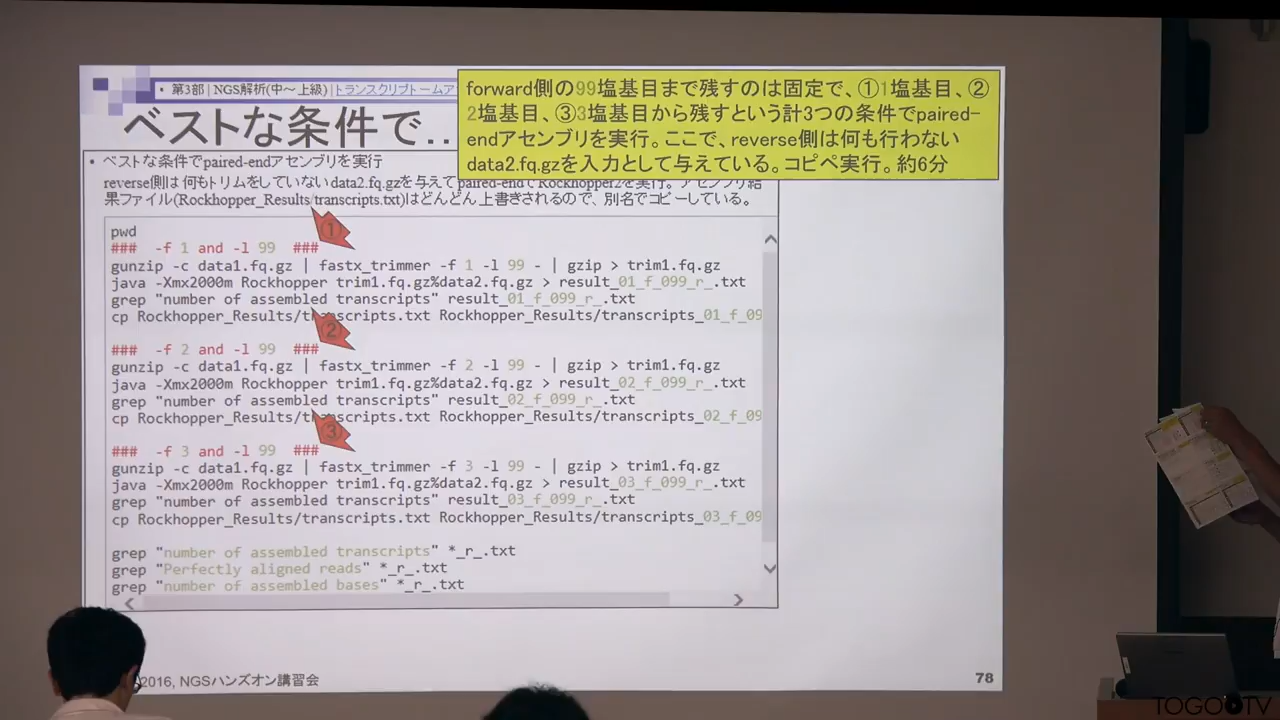 • 第3部 | NGS解析(中～上級) | トランスクリプトームア
ベストな条件で…
forward側の99塩基目まで残すのは固定で、①1塩基目、②
2塩基目、③3塩基目から残すという計3つの条件でpaired-
endアセンブリを実行。ここで、reverse側は何も行わない
data2.fq.gzを入力として与えている。コピペ実行。約6分
• ベストな条件でpaired-endアセンブリを実行
reverse側は何もトリムをしていないdata2.fq.gzを与えてpaired-endでRockhopper2を実行。アセンブリ結
果ファイル(Rockhopper_Results/transcripts.txt)はどんどん上書きされるので、別名でコピーしている。
pwd
①
### -f 1 and -l 99 ###
gunzip -c data1.fq.gz | fastx_trimmer -f 1 -l 99 - | gzip > trim1.fq.gz
java -Xmx2000m Rockhopper trim1.fq.gz%data2.fq.gz > result_01_f_099_r_.txt
grep "number of assembled transcripts" result_01_f_099_r_.txt
cp Rockhopper_Results/transcripts.txt Rockhopper_Results/transcripts_01_f_09
②
### -f 2 and -l 99 ###
gunzip -c data1.fq.gz | fastx_trimmer -f 2 -l 99 - | gzip > trim1.fq.gz
java -Xmx2000m Rockhopper trim1.fq.gz%data2.fq.gz > result_02_f_099_r_.txt
grep "number of assembled transcripts" result_02_f_099_r_.txt
cp Rockhopper_Results/transcripts.txt Rockhopper_Results/transcripts_02_f_09
③
### -f 3 and -l 99 ###
gunzip -c data1.fq.gz | fastx_trimmer -f 3 -l 99 - | gzip > trim1.fq.gz
java -Xmx2000m Rockhopper trim1.fq.gz%data2.fq.gz > result_03_f_099_r_.txt
grep "number of assembled transcripts" result_03_f_099_r_.txt
cp Rockhopper_Results/transcripts.txt Rockhopper_Results/transcripts_03_f_09
grep "number of assembled transcripts" *_r_.txt
grep "Perfectly aligned reads" *_r_.txt
grep "number of assembled bases" *_r_.txt
2016, NGSハンズオン講習会
78
TOGO TV